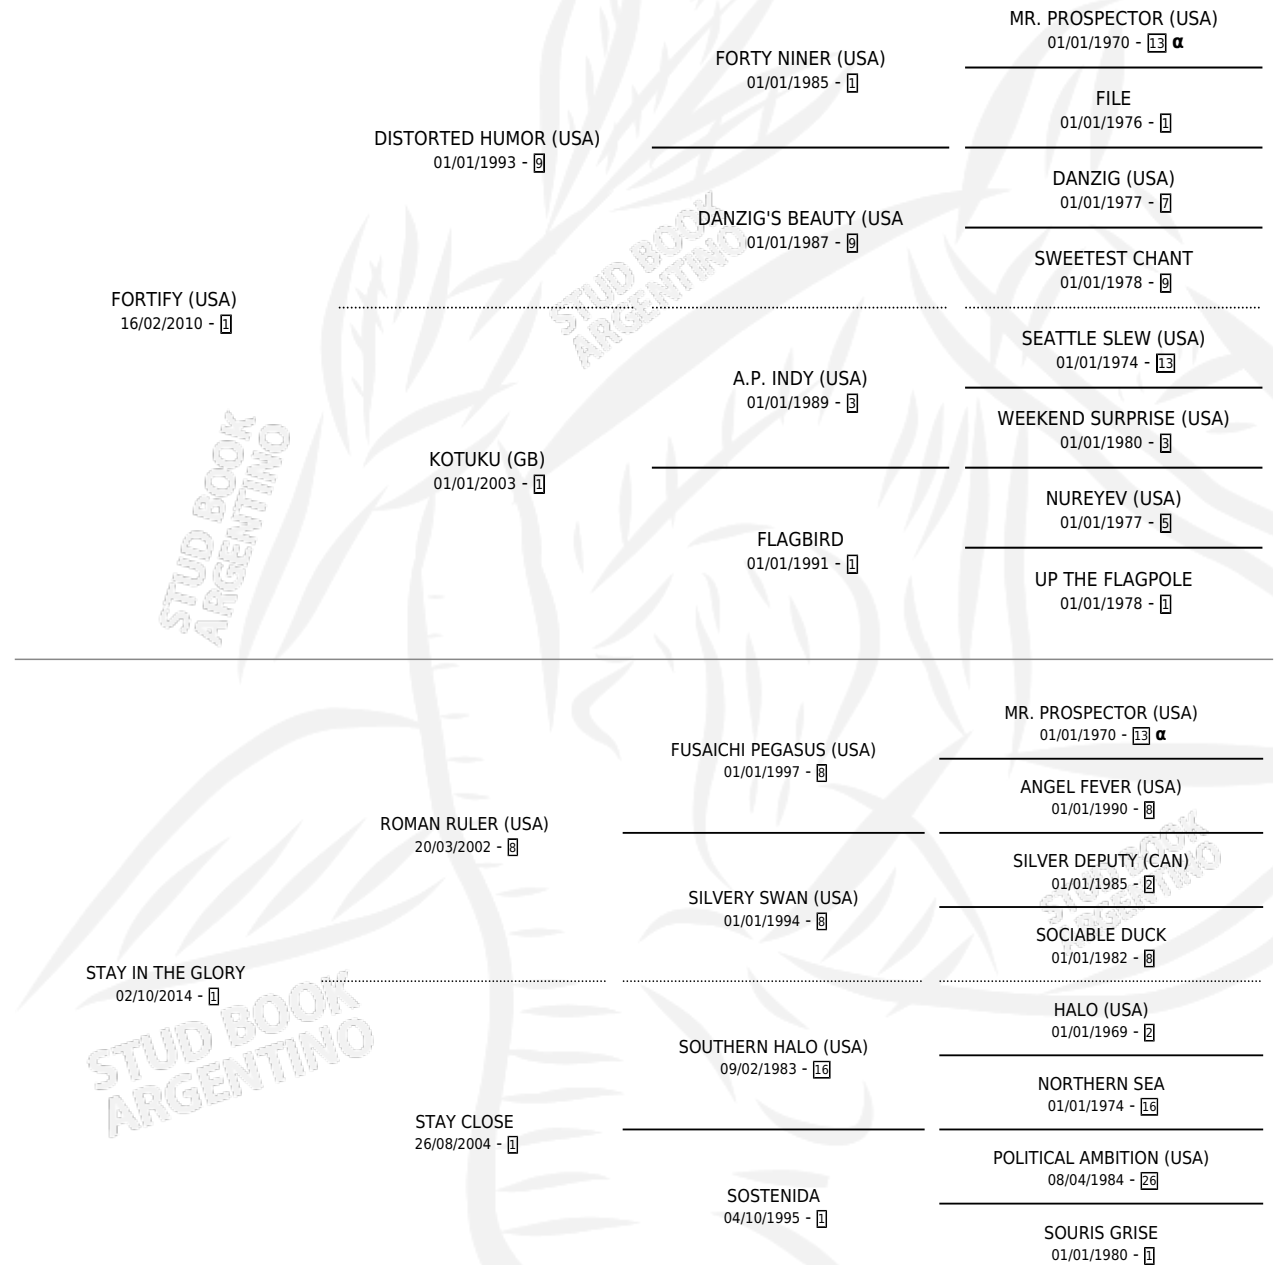 MR. PROSPECTOR (USA)
01/01/1970 - 13 α
FORTY NINER (USA)
01/01/1985 - 1
FILE
01/01/1976 - 1
DISTORTED HUMOR (USA)
01/01/1993 - 9
DANZIG (USA)
01/01/1977 - 7
DANZIG'S BEAUTY (USA
01/01/1987 - 9
SWEETEST CHANT
01/01/1978 - 9
FORTIFY (USA)
16/02/2010 - 1
SEATTLE SLEW (USA)
01/01/1974 - 13
A.P. INDY (USA)
01/01/1989 - 3
WEEKEND SURPRISE (USA)
01/01/1980 - 3
KOTUKU (GB)
01/01/2003 - 1
NUREYEV (USA)
01/01/1977 - 5
FLAGBIRD
01/01/1991 - 1
UP THE FLAGPOLE
01/01/1978 - 1
MR. PROSPECTOR (USA)
01/01/1970 - 13 α
FUSAICHI PEGASUS (USA)
01/01/1997 - 8
ANGEL FEVER (USA)
01/01/1990 - 8
ROMAN RULER (USA)
20/03/2002 - 8
SILVER DEPUTY (CAN)
01/01/1985 - 2
SILVERY SWAN (USA)
01/01/1994 - 8
SOCIABLE DUCK
01/01/1982 - 8
STAY IN THE GLORY
02/10/2014 - 1
HALO (USA)
01/01/1969 - 2
SOUTHERN HALO (USA)
09/02/1983 - 16
NORTHERN SEA
01/01/1974 - 16
STAY CLOSE
26/08/2004 - 1
POLITICAL AMBITION (USA)
08/04/1984 - 26
SOSTENIDA
04/10/1995 - 1
SOURIS GRISE
01/01/1980 - 1
STUD BOOK
ARGENTINO
STUD BOOK
ARGENTINO
STUD BOOK
ARGENTINO
STUD BOOK
ARGENTINO